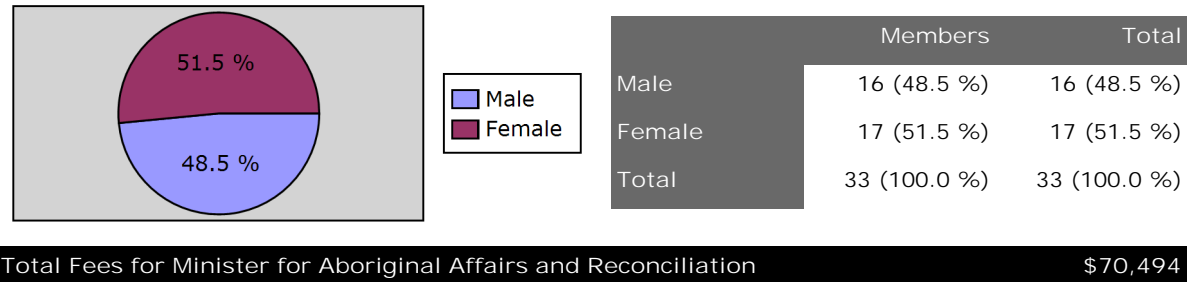 51.5 %
48.5 %
Male
Female
Members Total
Male 16 (48.5 %) 16 (48.5 %)
Female 17 (51.5 %) 17 (51.5 %)
Total 33 (100.0 %) 33 (100.0 %)
Total Fees for Minister for Aboriginal Affairs and Reconciliation $70,494